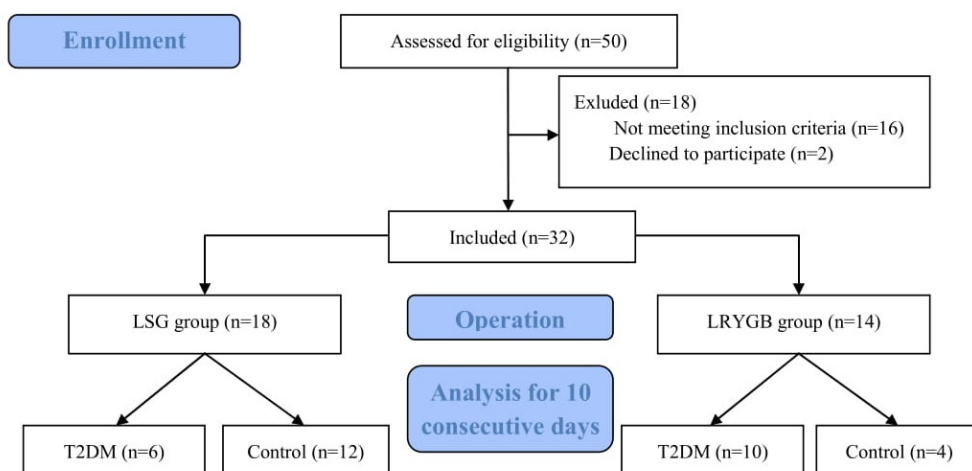 Enrollment
Assessed for eligibility (n=50)
Exluded (n=18)
Not meeting inclusion criteria (n=16)
Declined to participate (n=2)
Included (n=32)
LSG group (n=18)
Operation
LRYGB group (n=14)
Analysis for 10
consecutive days
T2DM (n=6)
Control (n=12)
T2DM (n=10)
Control (n=4)